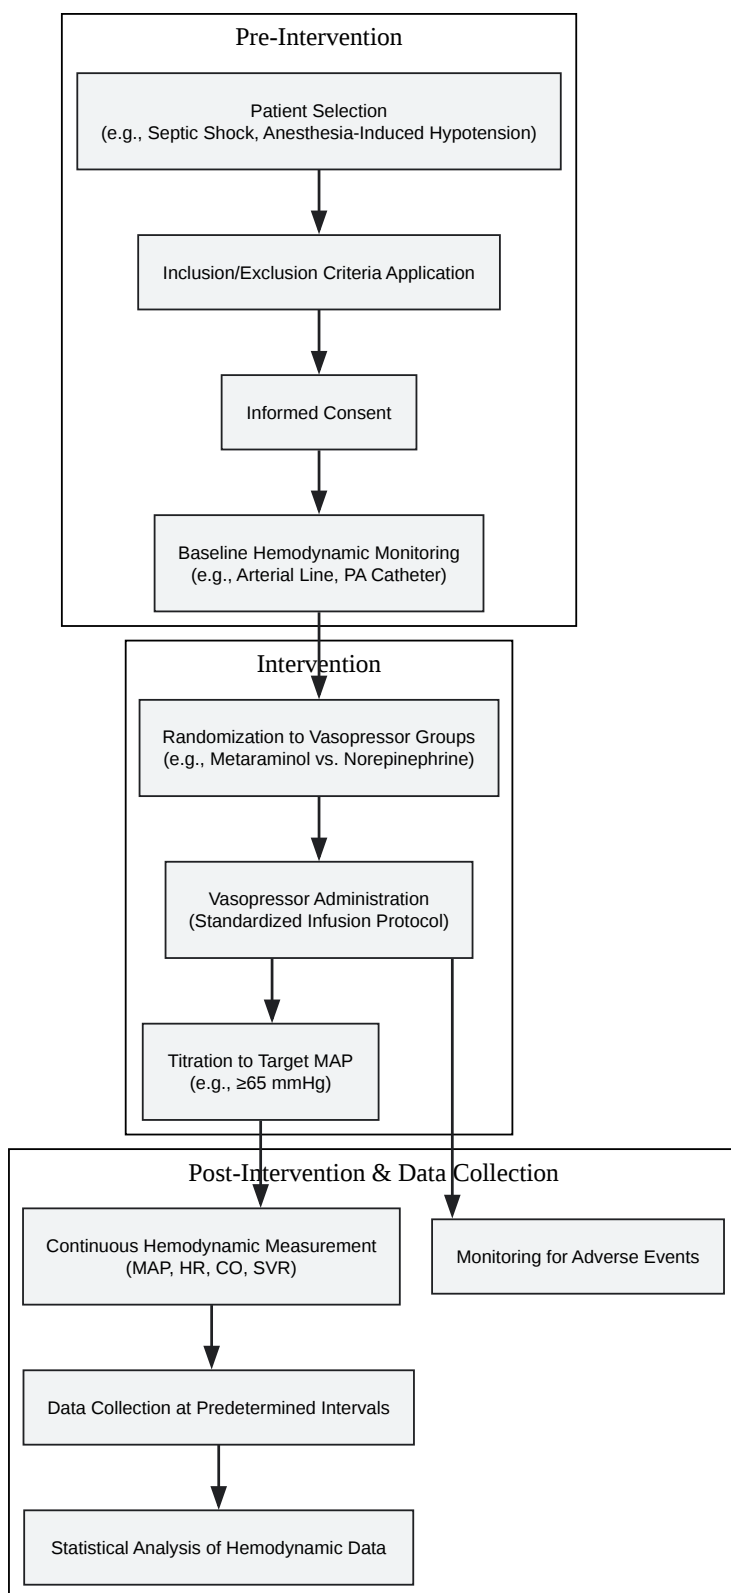 Pre-Intervention
Patient Selection
(e.g., Septic Shock, Anesthesia-Induced Hypotension)
Inclusion/Exclusion Criteria Application
Informed Consent
Baseline Hemodynamic Monitoring
(e.g., Arterial Line, PA Catheter)
Intervention
Randomization to Vasopressor Groups
(e.g., Metaraminol vs. Norepinephrine)
Vasopressor Administration
(Standardized Infusion Protocol)
Titration to Target MAP
(e.g., ≥65 mmHg)
Post-Intervention & Data Collection
Continuous Hemodynamic Measurement
(MAP, HR, CO, SVR)
Monitoring for Adverse Events
Data Collection at Predetermined Intervals
Statistical Analysis of Hemodynamic Data